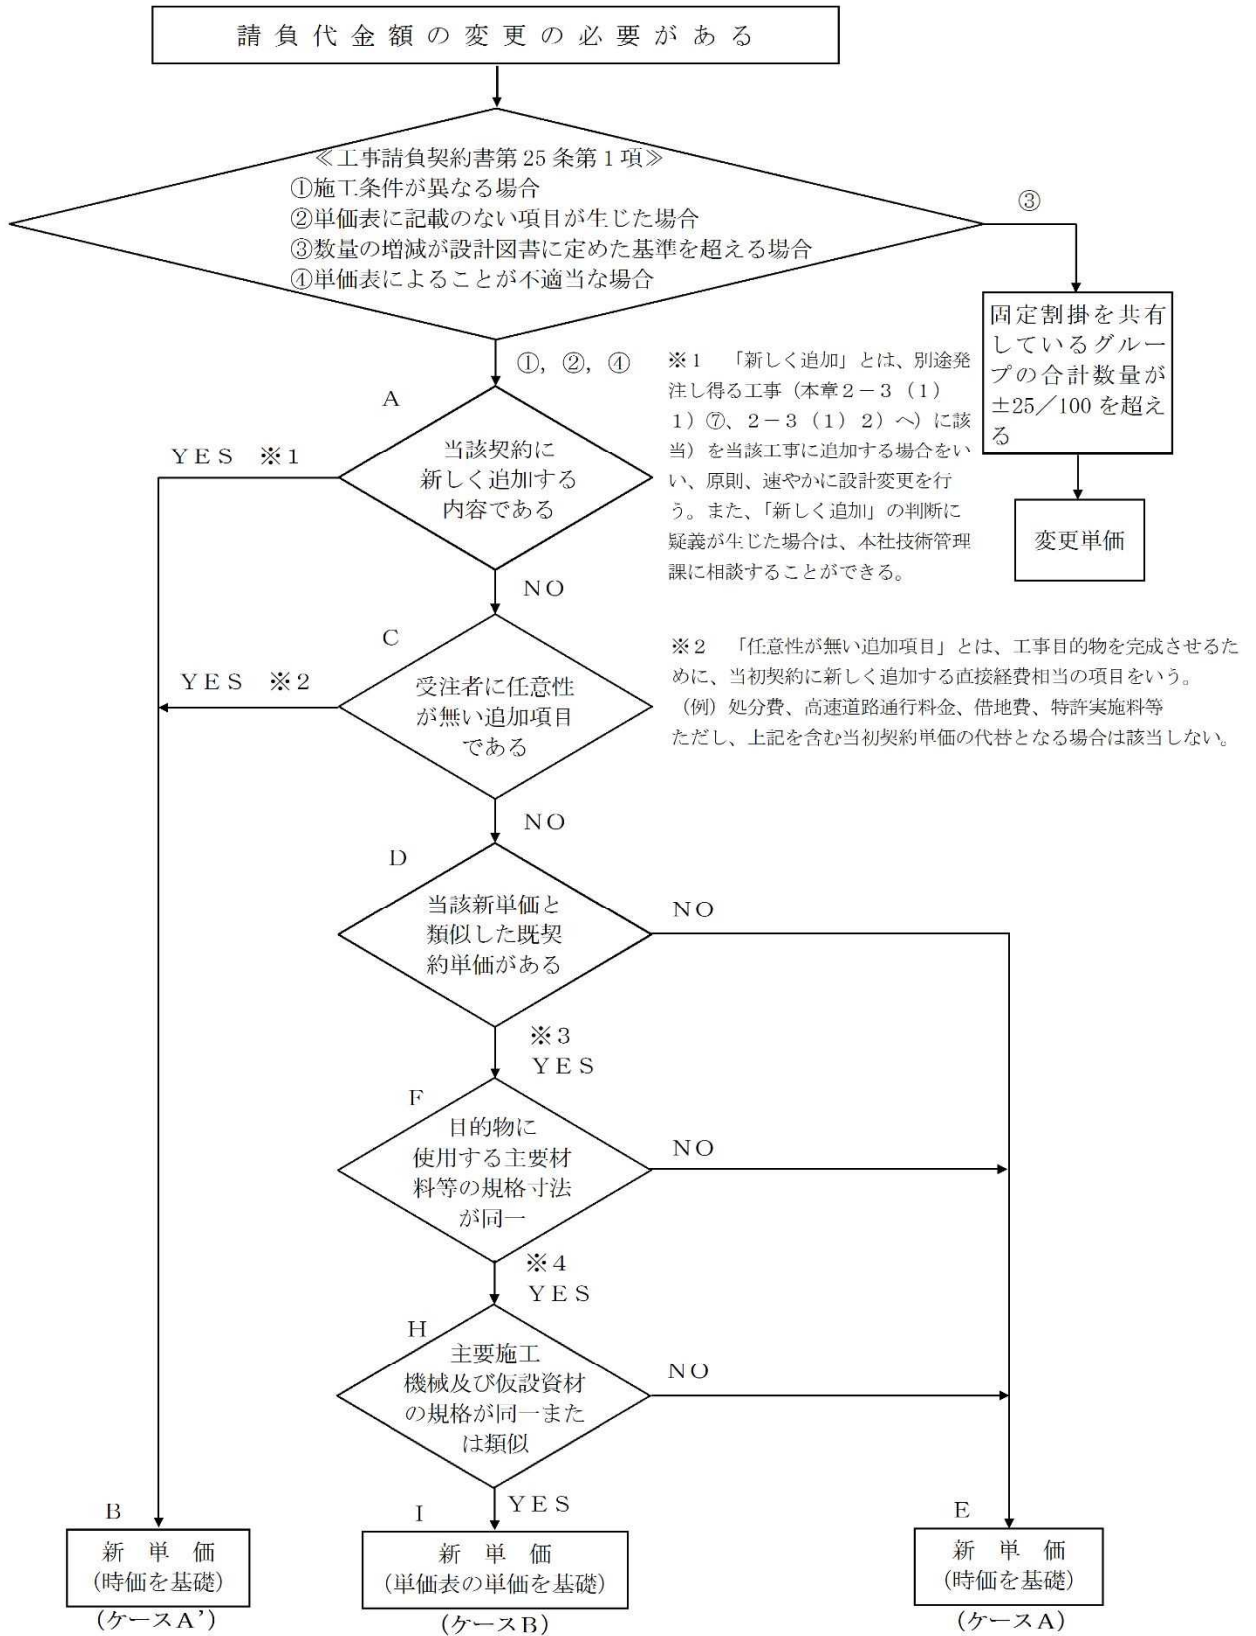 請負代金額の変更の必要がある
≪工事請負契約書第25条第1項≫
①施工条件が異なる場合
②単価表に記載のない項目が生じた場合
③数量の増減が設計図書に定めた基準を超える場合
④単価表によることが不適当な場合
③
固定割掛を共有
しているグルー
プの合計数量が
±25／100を超え
る
変更単価
①，②，④
※1　「新しく追加」とは、別途発
注し得る工事（本章2－3（1）
1）⑦、2－3（1）2）へ）に該
当）を当該工事に追加する場合をい
い、原則、速やかに設計変更を行
う。また、「新しく追加」の判断に
疑義が生じた場合は、本社技術管理
課に相談することができる。
A
当該契約に
新しく追加する
内容である
YES　※1
NO
※2　「任意性が無い追加項目」とは、工事目的物を完成させるた
めに、当初契約に新しく追加する直接経費相当の項目をいう。
（例）処分費、高速道路通行料金、借地費、特許実施料等
ただし、上記を含む当初契約単価の代替となる場合は該当しない。
C
受注者に任意性
が無い追加項目
である
YES　※2
NO
D
当該新単価と
類似した既契
約単価がある
NO
※3
YES
F
目的物に
使用する主要材
料等の規格寸法
が同一
NO
※4
YES
H
主要施工
機械及び仮設資材
の規格が同一また
は類似
NO
YES
B
新　単　価
(時価を基礎)
(ケースA’)
I
新　単　価
(単価表の単価を基礎)
(ケースB)
E
新　単　価
(時価を基礎)
(ケースA)